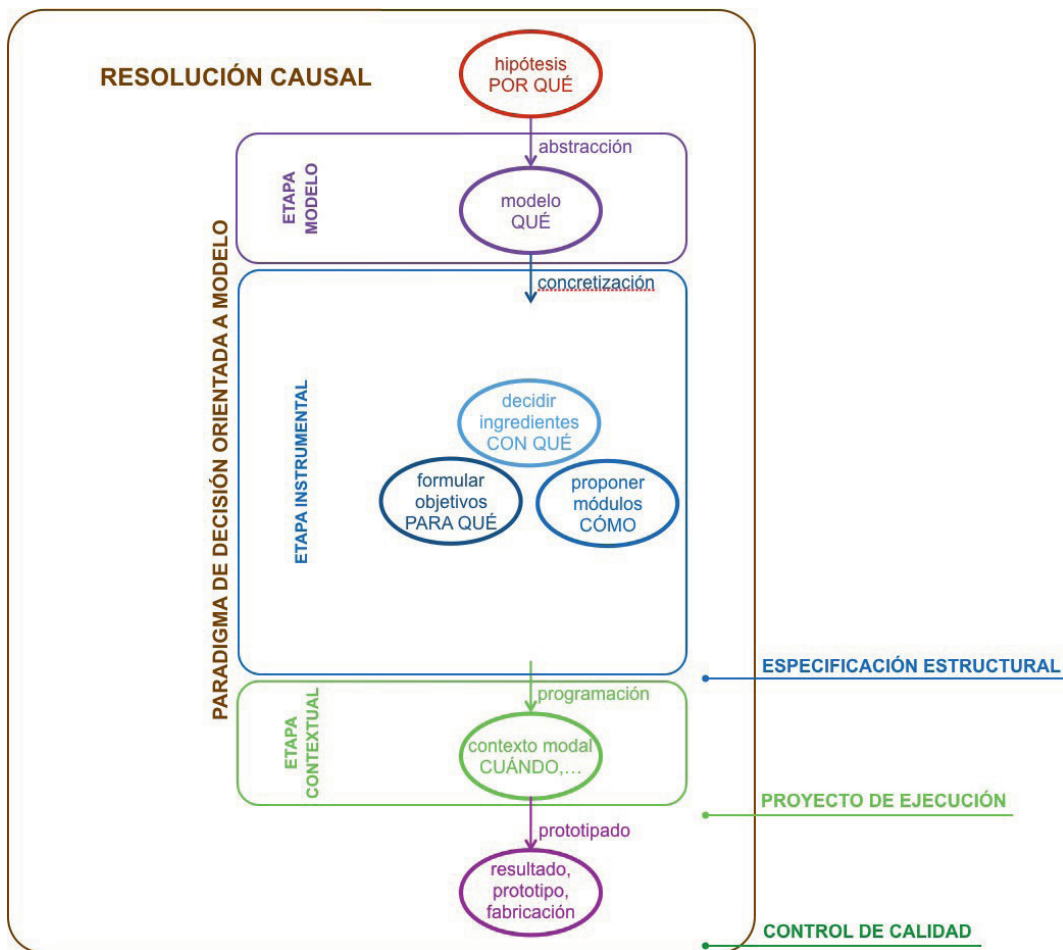 RESOLUCIÓN CAUSAL
hipótesis
POR QUÉ
abstracción
ETAPA
MODELO
modelo
QUÉ
PARADIGMA DE DECISIÓN ORIENTADA A MODELO
concretización
ETAPA INSTRUMENTAL
decidir
ingredientes
CON QUÉ
formular
objetivos
PARA QUÉ
proponer
módulos
CÓMO
ESPECIFICACIÓN ESTRUCTURAL
programación
ETAPA
CONTEXTUAL
contexto modal
CUÁNDO,...
PROYECTO DE EJECUCIÓN
prototipado
resultado,
prototipo,
fabricación
CONTROL DE CALIDAD